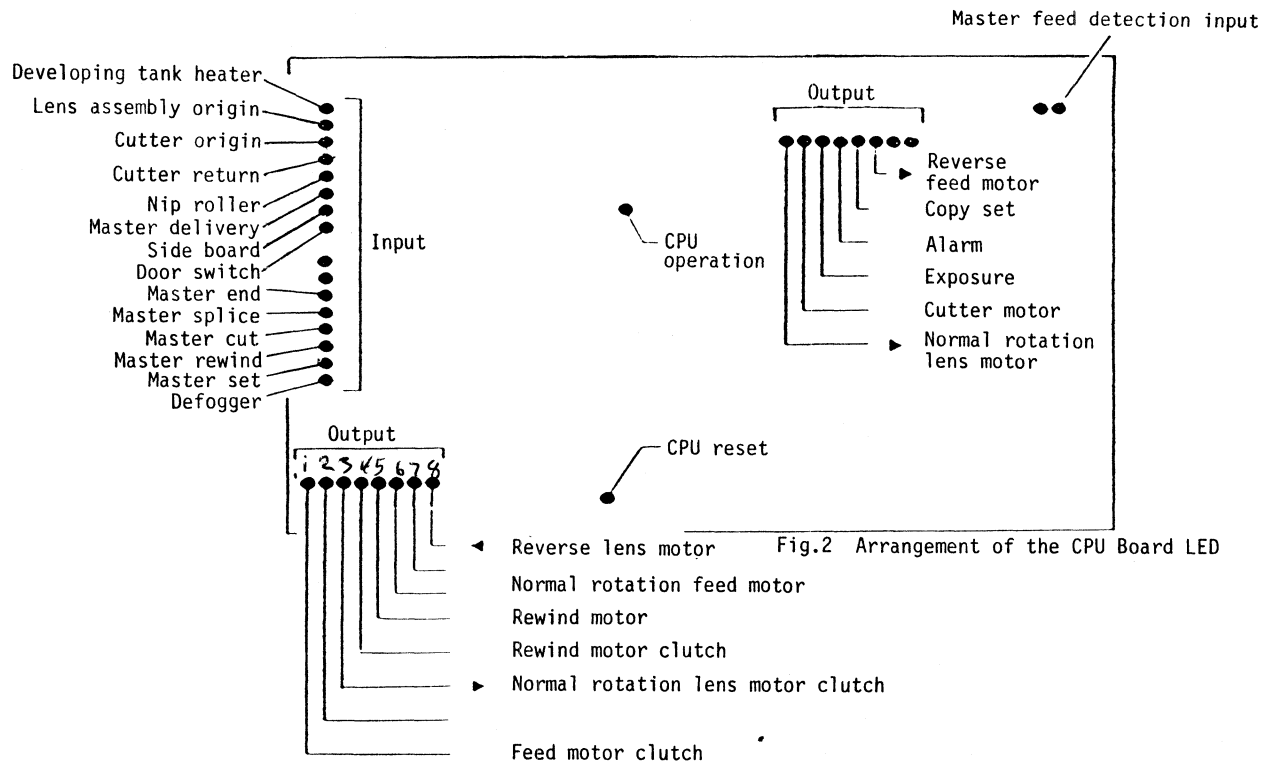 Master feed detection input
Developing tank heater
Lens assembly origin
Cutter origin
Cutter return
Nip roller
Master delivery
Side board
Door switch
Master end
Master splice
Master cut
Master rewind
Master set
Defogger
Input
CPU
operation
Output
Reverse
feed motor
Copy set
Alarm
Exposure
Cutter motor
Normal rotation
lens motor
Output
1 2 3 4 5 6 7 8
CPU reset
Reverse lens motor
Normal rotation feed motor
Rewind motor
Rewind motor clutch
Normal rotation lens motor clutch
Feed motor clutch
Fig.2 Arrangement of the CPU Board LED